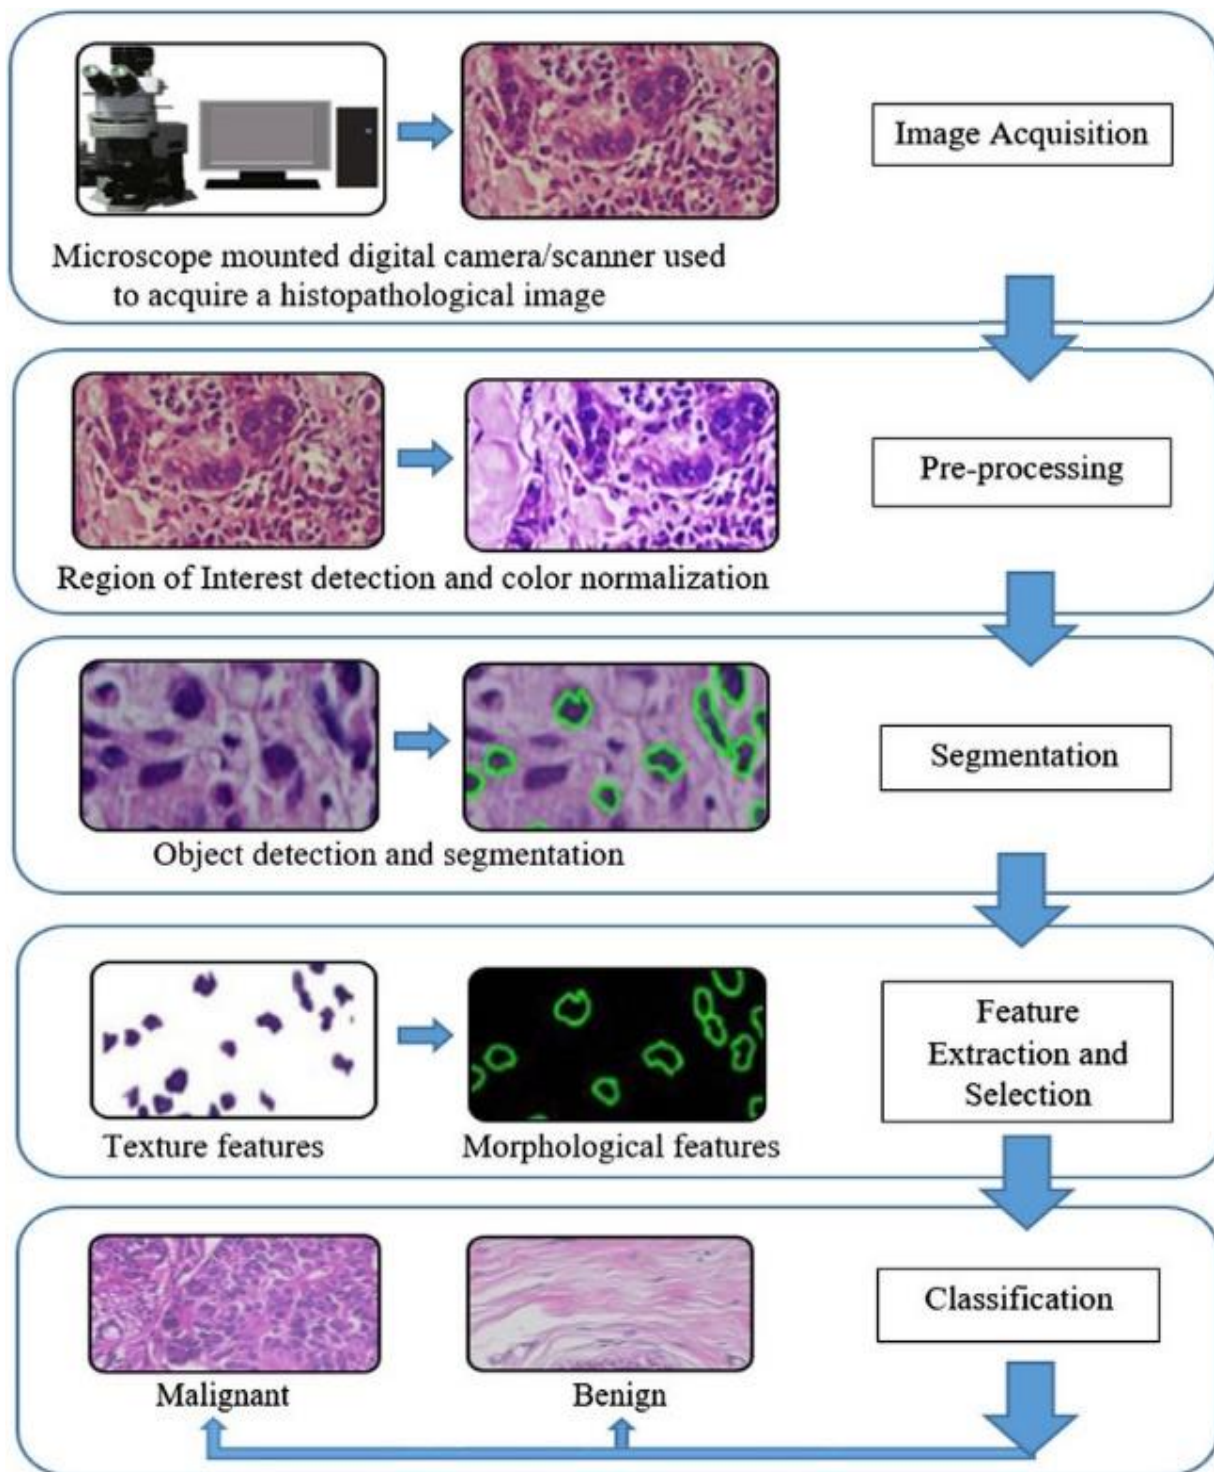 Image Acquisition
Microscope mounted digital camera/scanner used
to acquire a histopathological image
Pre-processing
Region of Interest detection and color normalization
Segmentation
Object detection and segmentation
Feature
Extraction and
Selection
Texture features
Morphological features
Classification
Malignant
Benign